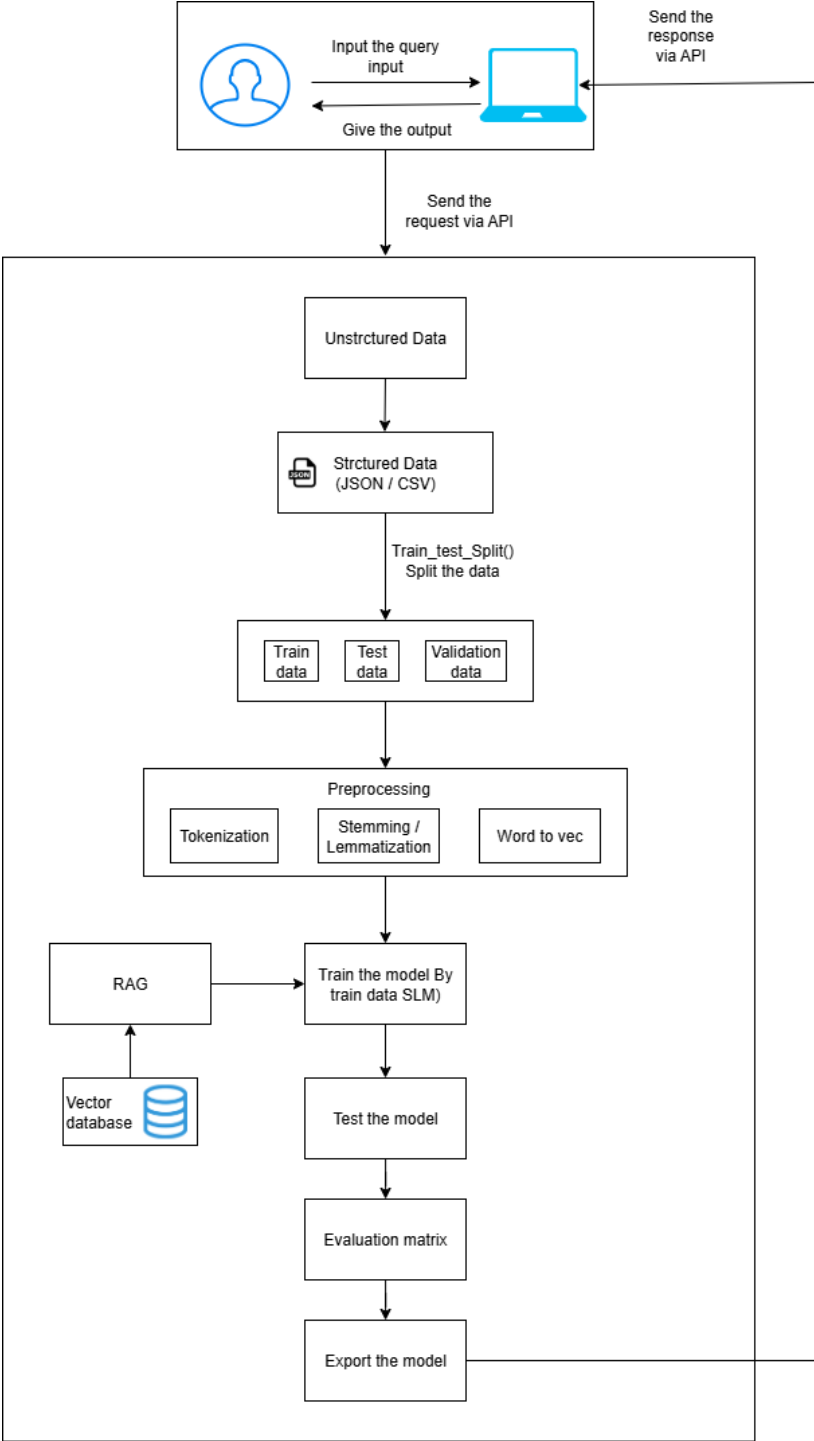 Send the
response
via API
Input the query
input
Give the output
Send the
request via API
Unstrctured Data
JSON
Strctured Data
(JSON / CSV)
Train_test_Split()
Split the data
Train
data
Test
data
Validation
data
Preprocessing
Tokenization
Stemming /
Lemmatization
Word to vec
RAG
Train the model By
train data SLM)
Vector
database
Test the model
Evaluation matrix
Export the model